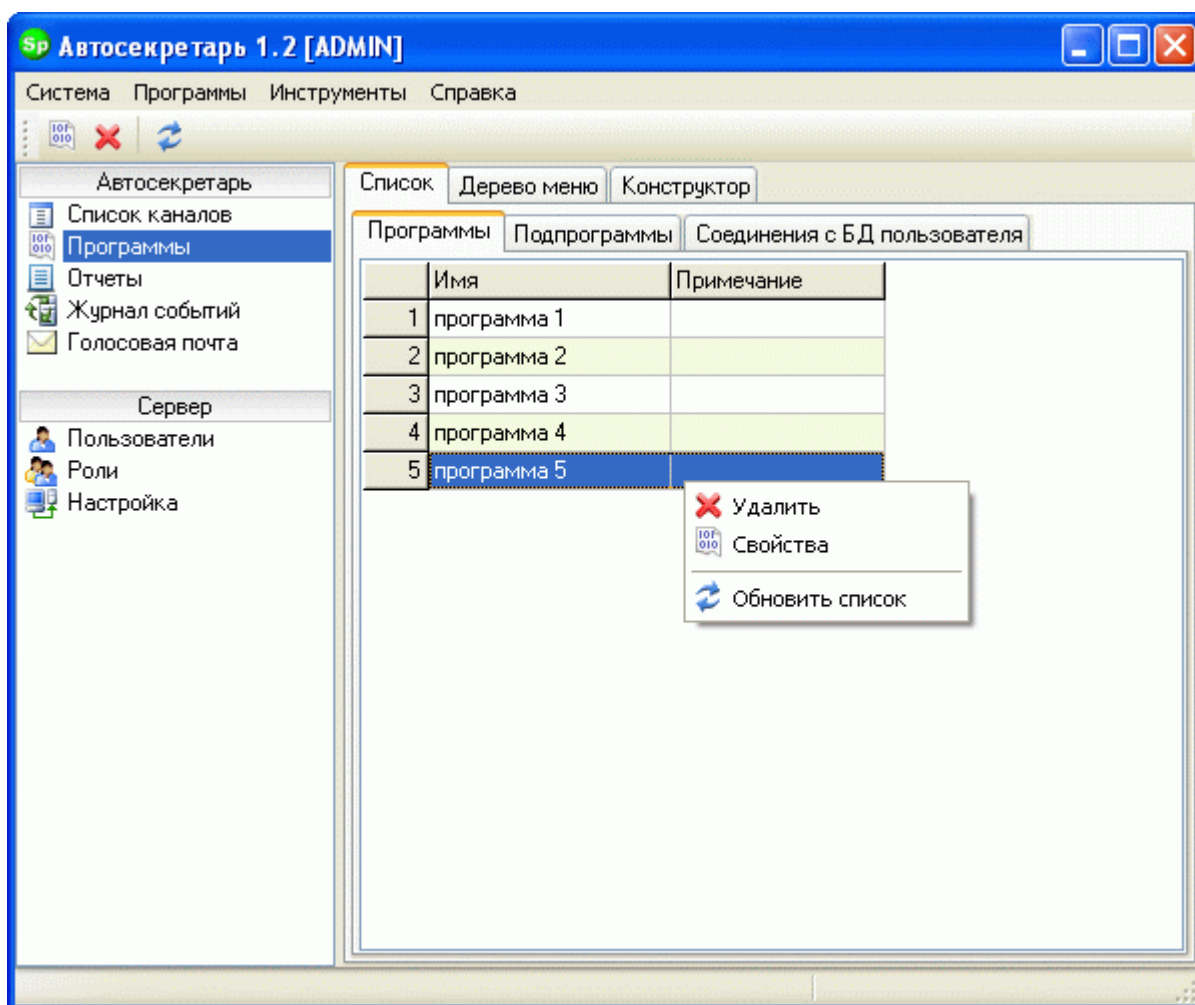 Sp Автосекретарь 1.2 [ADMIN]
Система Программы Инструменты Справка
Автосекретарь
Список каналов
Программы
Отчеты
Журнал событий
Голосовая почта
Сервер
Пользователи
Роли
Настройка
Список Дерево меню Конструктор
Программы Подпрограммы Соединения с БД пользователя
Имя Примечание
1 программа 1
2 программа 2
3 программа 3
4 программа 4
5 программа 5
Удалить
Свойства
Обновить список